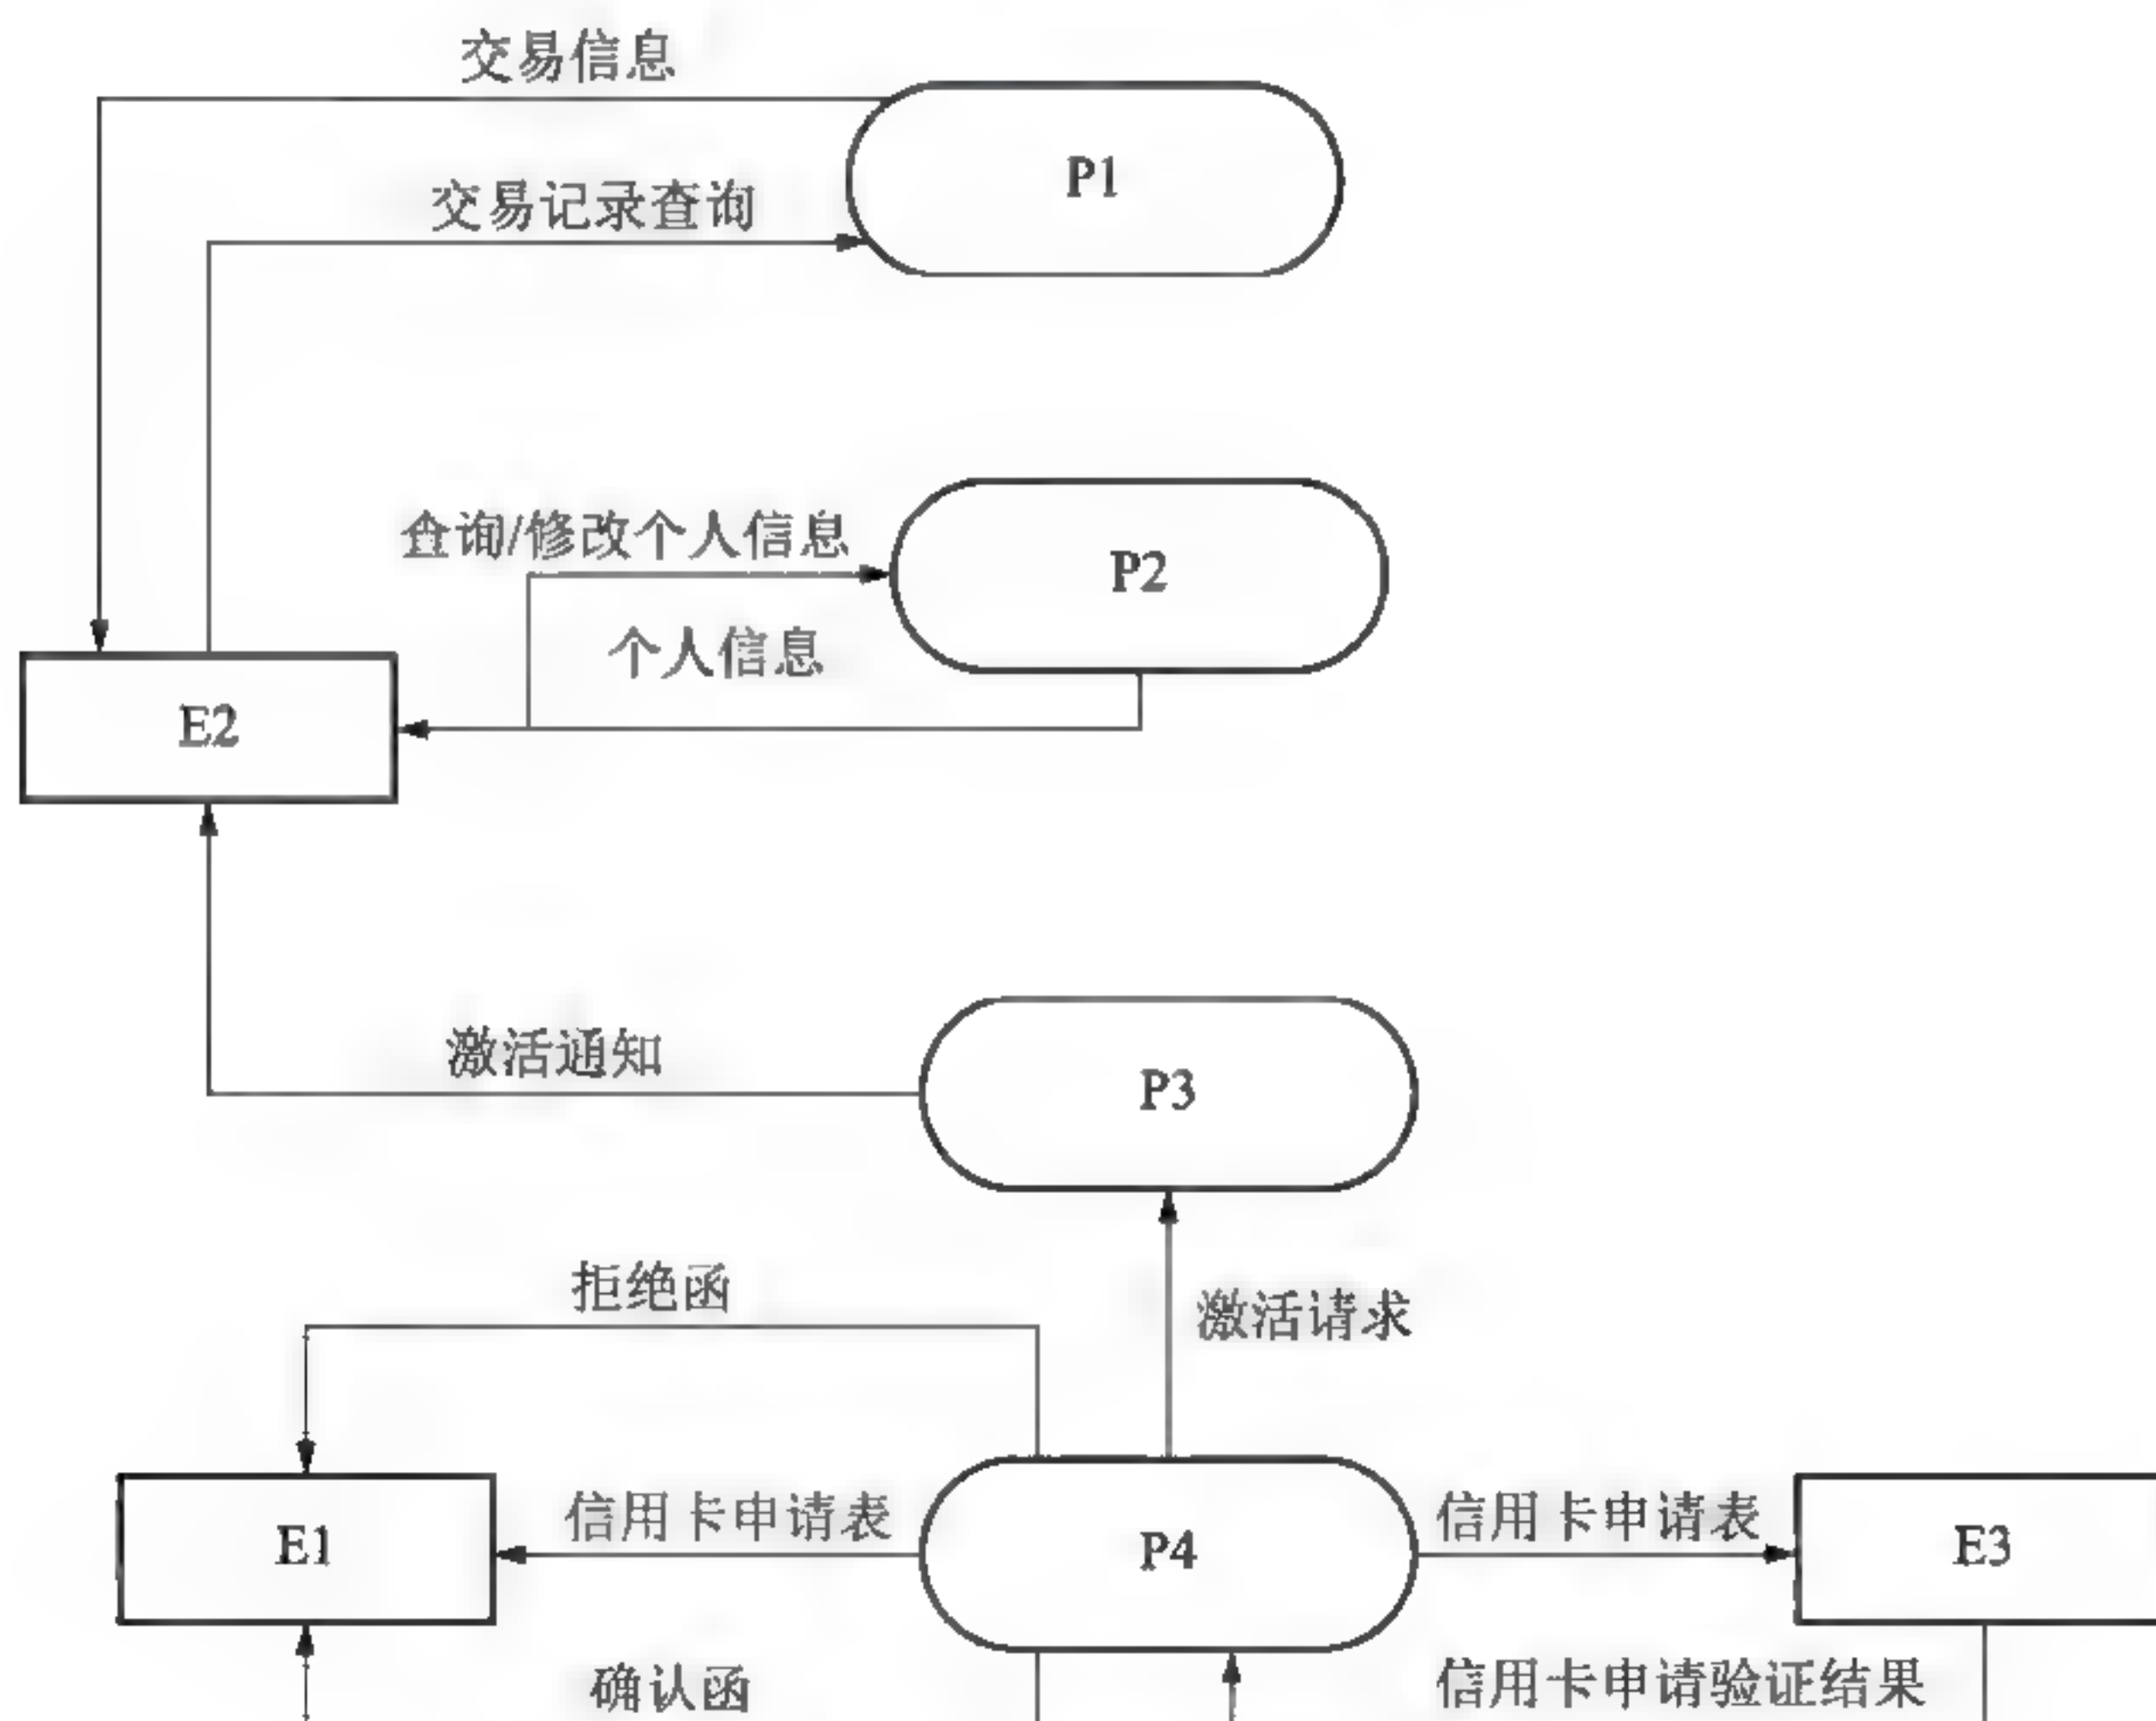 交易信息
P1
交易记录查询
查询/修改个人信息
P2
个人信息
E2
激活通知
P3
拒绝函
激活请求
E1
信用卡申请表
P4
信用卡申请表
E3
确认函
信用卡申请验证结果